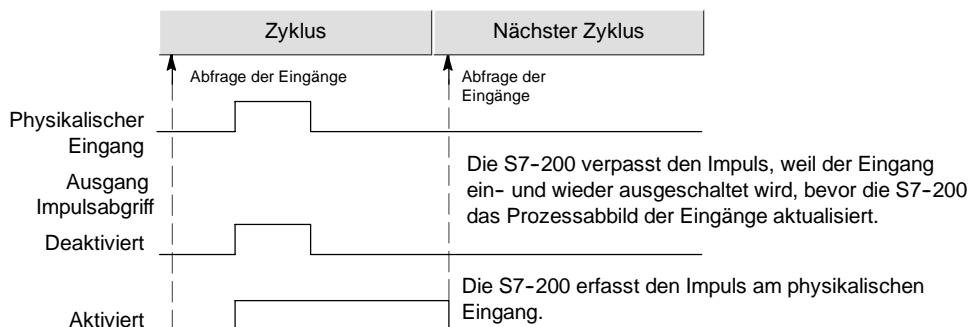 Zyklus
Nächster Zyklus
Abfrage der Eingänge
Abfrage der
Eingänge
Physikalischer
Eingang
Die S7-200 verpasst den Impuls, weil der Eingang
ein- und wieder ausgeschaltet wird, bevor die S7-200
das Prozessabbild der Eingänge aktualisiert.
Ausgang
Impulsabgriff
Deaktiviert
Die S7-200 erfasst den Impuls am physikalischen
Eingang.
Aktiviert